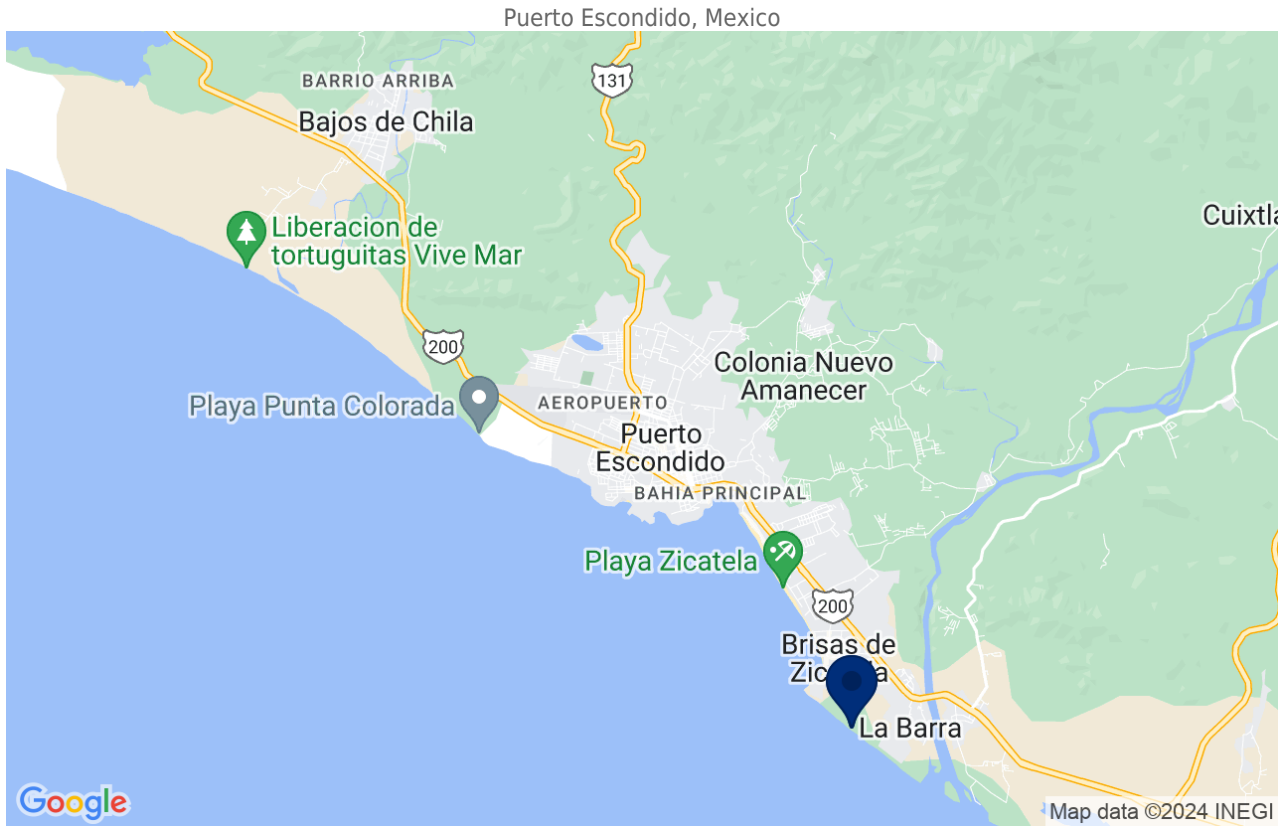 Puerto Escondido, Mexico
BARRIO ARRIBA
131
Bajos de Chila
Cuixtla
Liberacion de
tortuguitas Vive Mar
200
Colonia Nuevo
Amanecer
Playa Punta Colorada
AEROPUERTO
Puerto
Escondido
BAHIA PRINCIPAL
Playa Zicatela
200
Brisas de
Zicatela
La Barra
Google
Map data ©2024 INEGI